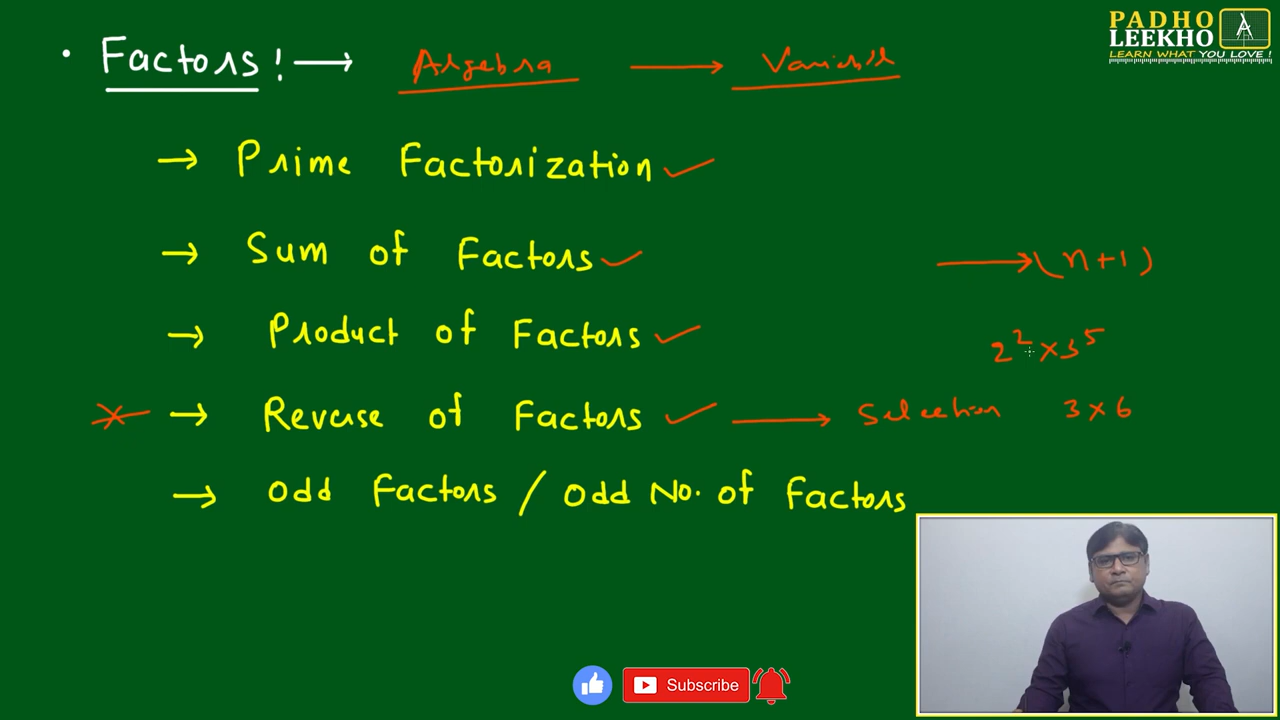 PADHO
LEEKHO
LEARN WHAT YOU LOVE !
• Factors! → Algebra → Variable
→ Prime Factorization ✓
→ Sum of Factors ✓ → (n+1)
→ Product of Factors ✓ 2² × 3⁵
→ Reverse of Factors ✓ → Selection 3 × 6
→ Odd Factors / Odd No. of Factors
Subscribe